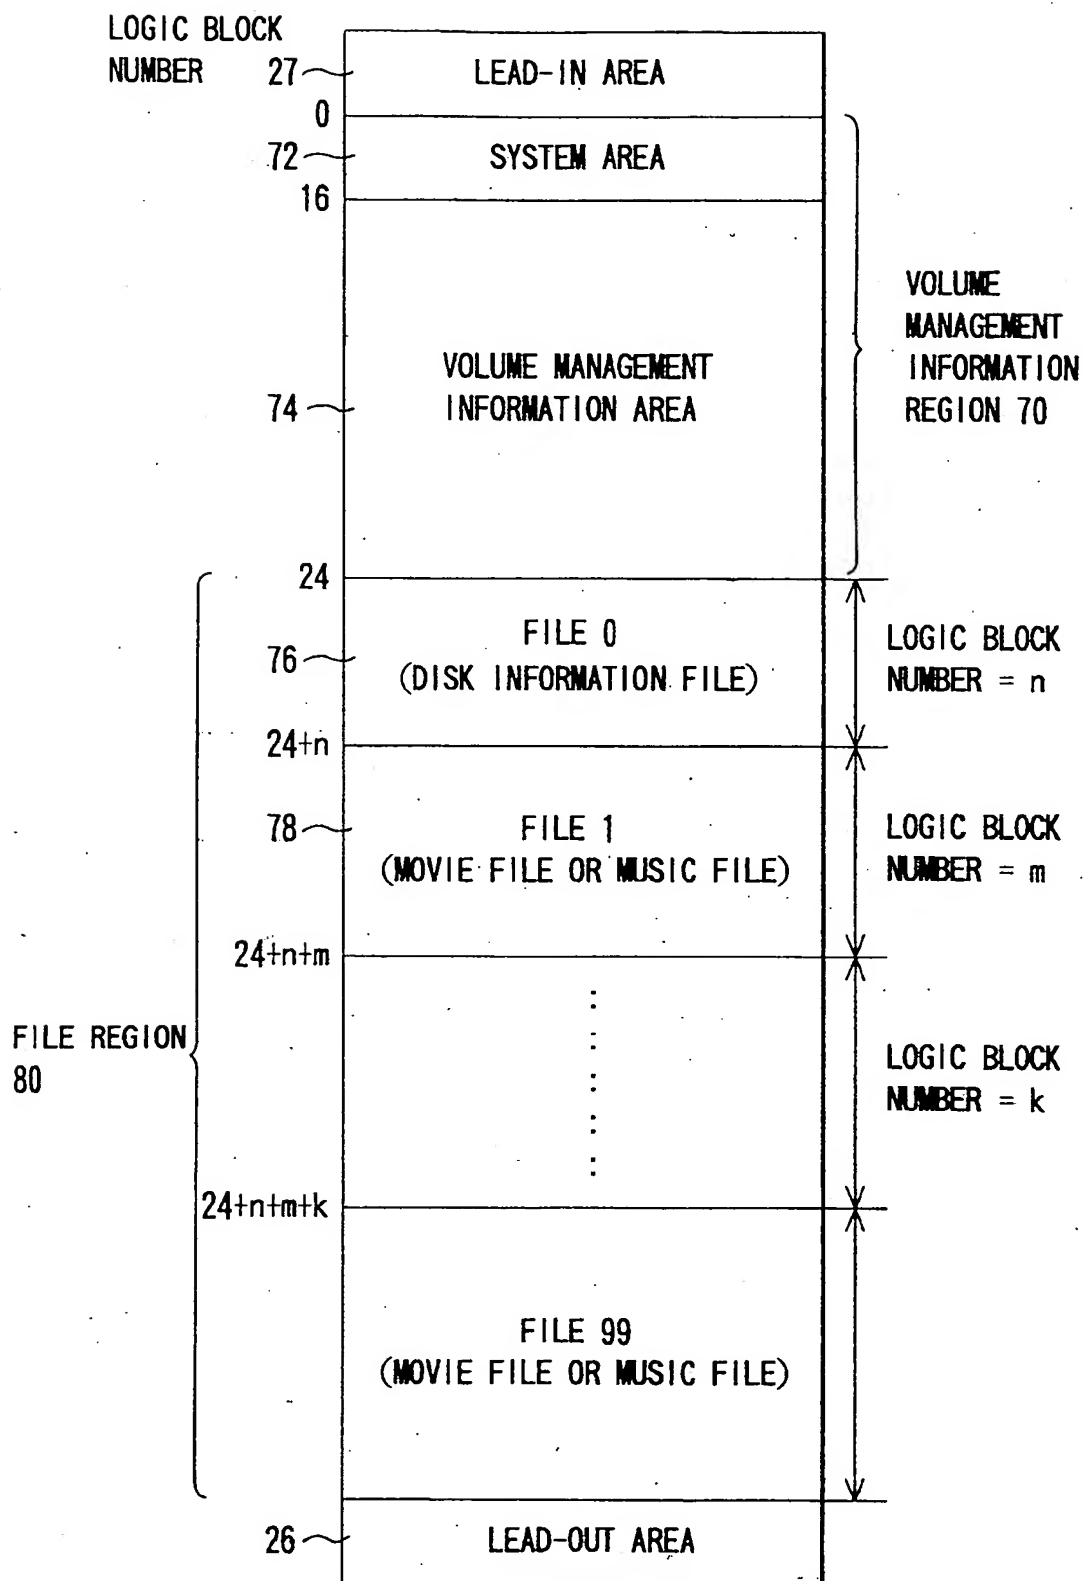 LOGIC BLOCK
NUMBER
27
LEAD-IN AREA
0
72
SYSTEM AREA
16
VOLUME
MANAGEMENT
INFORMATION
REGION 70
74
VOLUME MANAGEMENT
INFORMATION AREA
24
76
FILE 0
(DISK INFORMATION FILE)
LOGIC BLOCK
NUMBER = n
24+n
78
FILE 1
(MOVIE FILE OR MUSIC FILE)
LOGIC BLOCK
NUMBER = m
24+n+m
FILE REGION
80
LOGIC BLOCK
NUMBER = k
24+n+m+k
FILE 99
(MOVIE FILE OR MUSIC FILE)
26
LEAD-OUT AREA